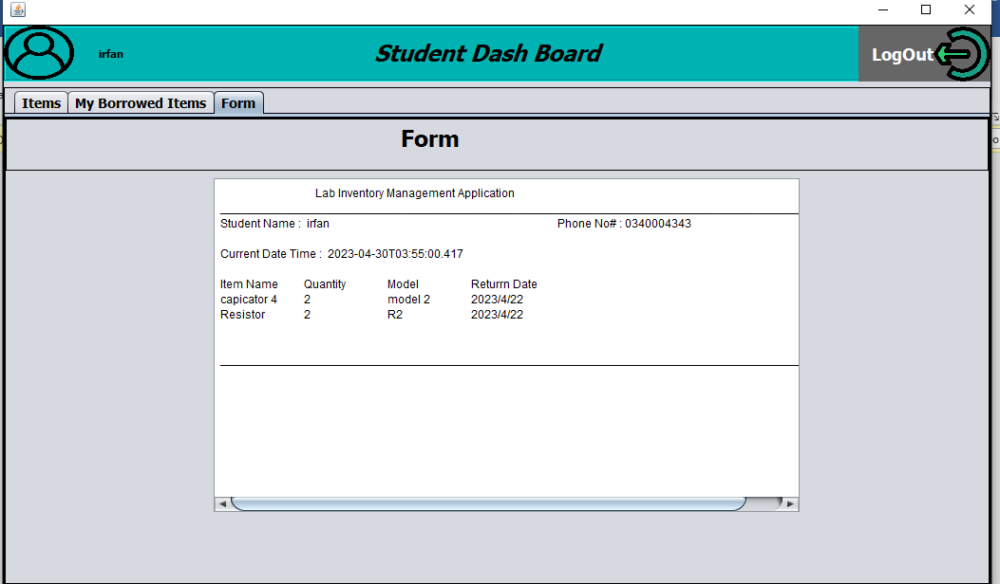 irfan Student Dash Board LogOut
Items My Borrowed Items Form
Form
Lab Inventory Management Application
Student Name : irfan Phone No# : 0340004343
Current Date Time : 2023-04-30T03:55:00.417
Item Name Quantity Model Returrn Date
capicator 4 2 model 2 2023/4/22
Resistor 2 R2 2023/4/22